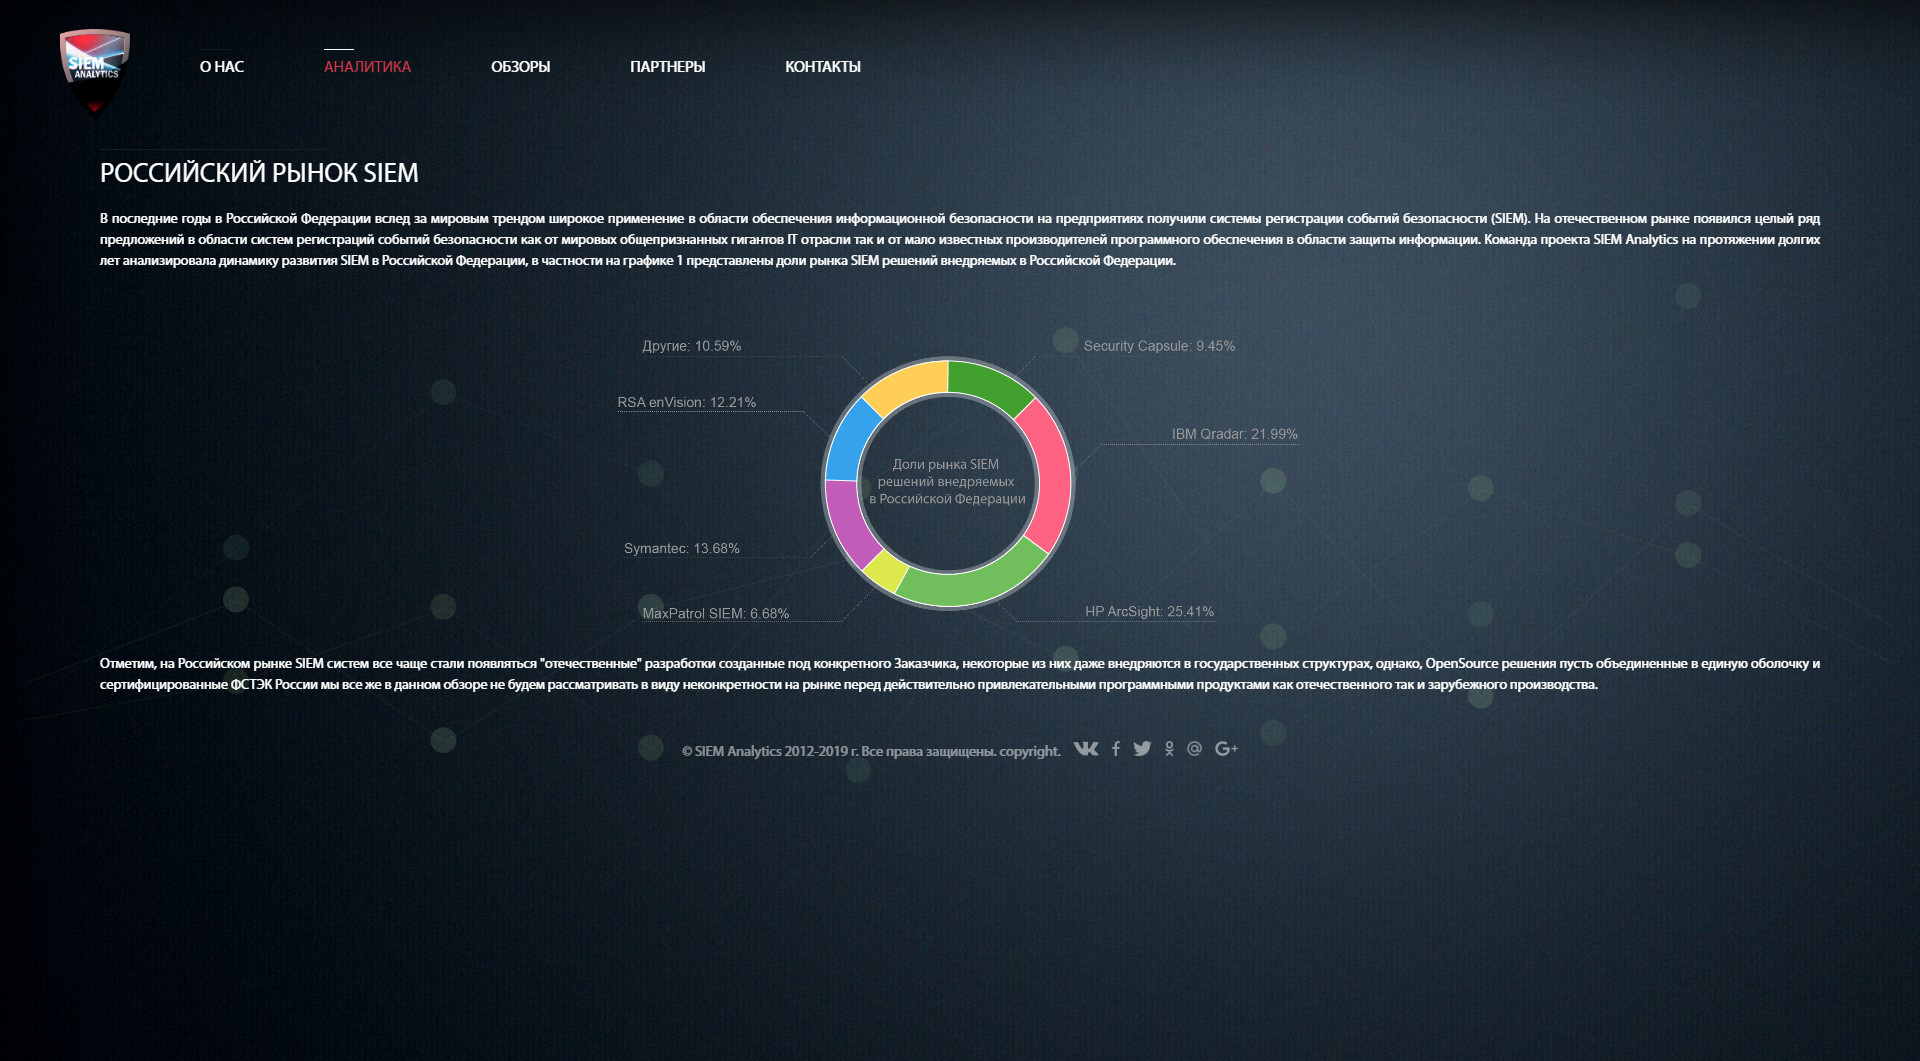 SIEM
ANALYTICS
О НАС
АНАЛИТИКА
ОБЗОРЫ
ПАРТНЕРЫ
КОНТАКТЫ
РОССИЙСКИЙ РЫНОК SIEM
В последние годы в Российской Федерации вслед за мировым трендом широкое применение в области обеспечения информационной безопасности на предприятиях получили системы регистрации событий безопасности (SIEM). На отечественном рынке появился целый ряд
предложений в области систем регистраций событий безопасности как от мировых общепризнанных гигантов IT отрасли так и от мало известных производителей программного обеспечения в области защиты информации. Команда проекта SIEM Analytics на протяжении долгих
лет анализировала динамику развития SIEM в Российской Федерации, в частности на графике 1 представлены доли рынка SIEM решений внедряемых в Российской Федерации.
Другие: 10.59%
Security Capsule: 9.45%
RSA enVision: 12.21%
IBM Qradar: 21.99%
Доли рынка SIEM
решений внедряемых
в Российской Федерации
Symantec: 13.68%
MaxPatrol SIEM: 6.68%
HP ArcSight: 25.41%
Отметим, на Российском рынке SIEM систем все чаще стали появляться "отечественные" разработки созданные под конкретного Заказчика, некоторые из них даже внедряются в государственных структурах, однако, OpenSource решения пусть объединенные в единую оболочку и
сертифицированные ФСТЭК России мы все же в данном обзоре не будем рассматривать в виду неконкретности на рынке перед действительно привлекательными программными продуктами как отечественного так и зарубежного производства.
© SIEM Analytics 2012-2019 г. Все права защищены. copyright.